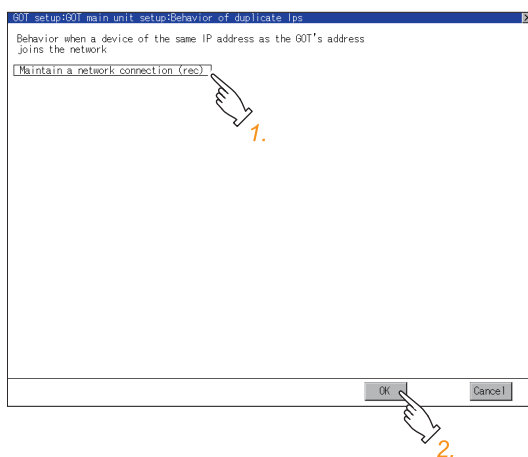 GOT setup:GOT main unit setup:Behavior of duplicate Ips
Behavior when a device of the same IP address as the GOT's address
joins the network
Maintain a network connection (rec)
1.
OK
Cancel
2.